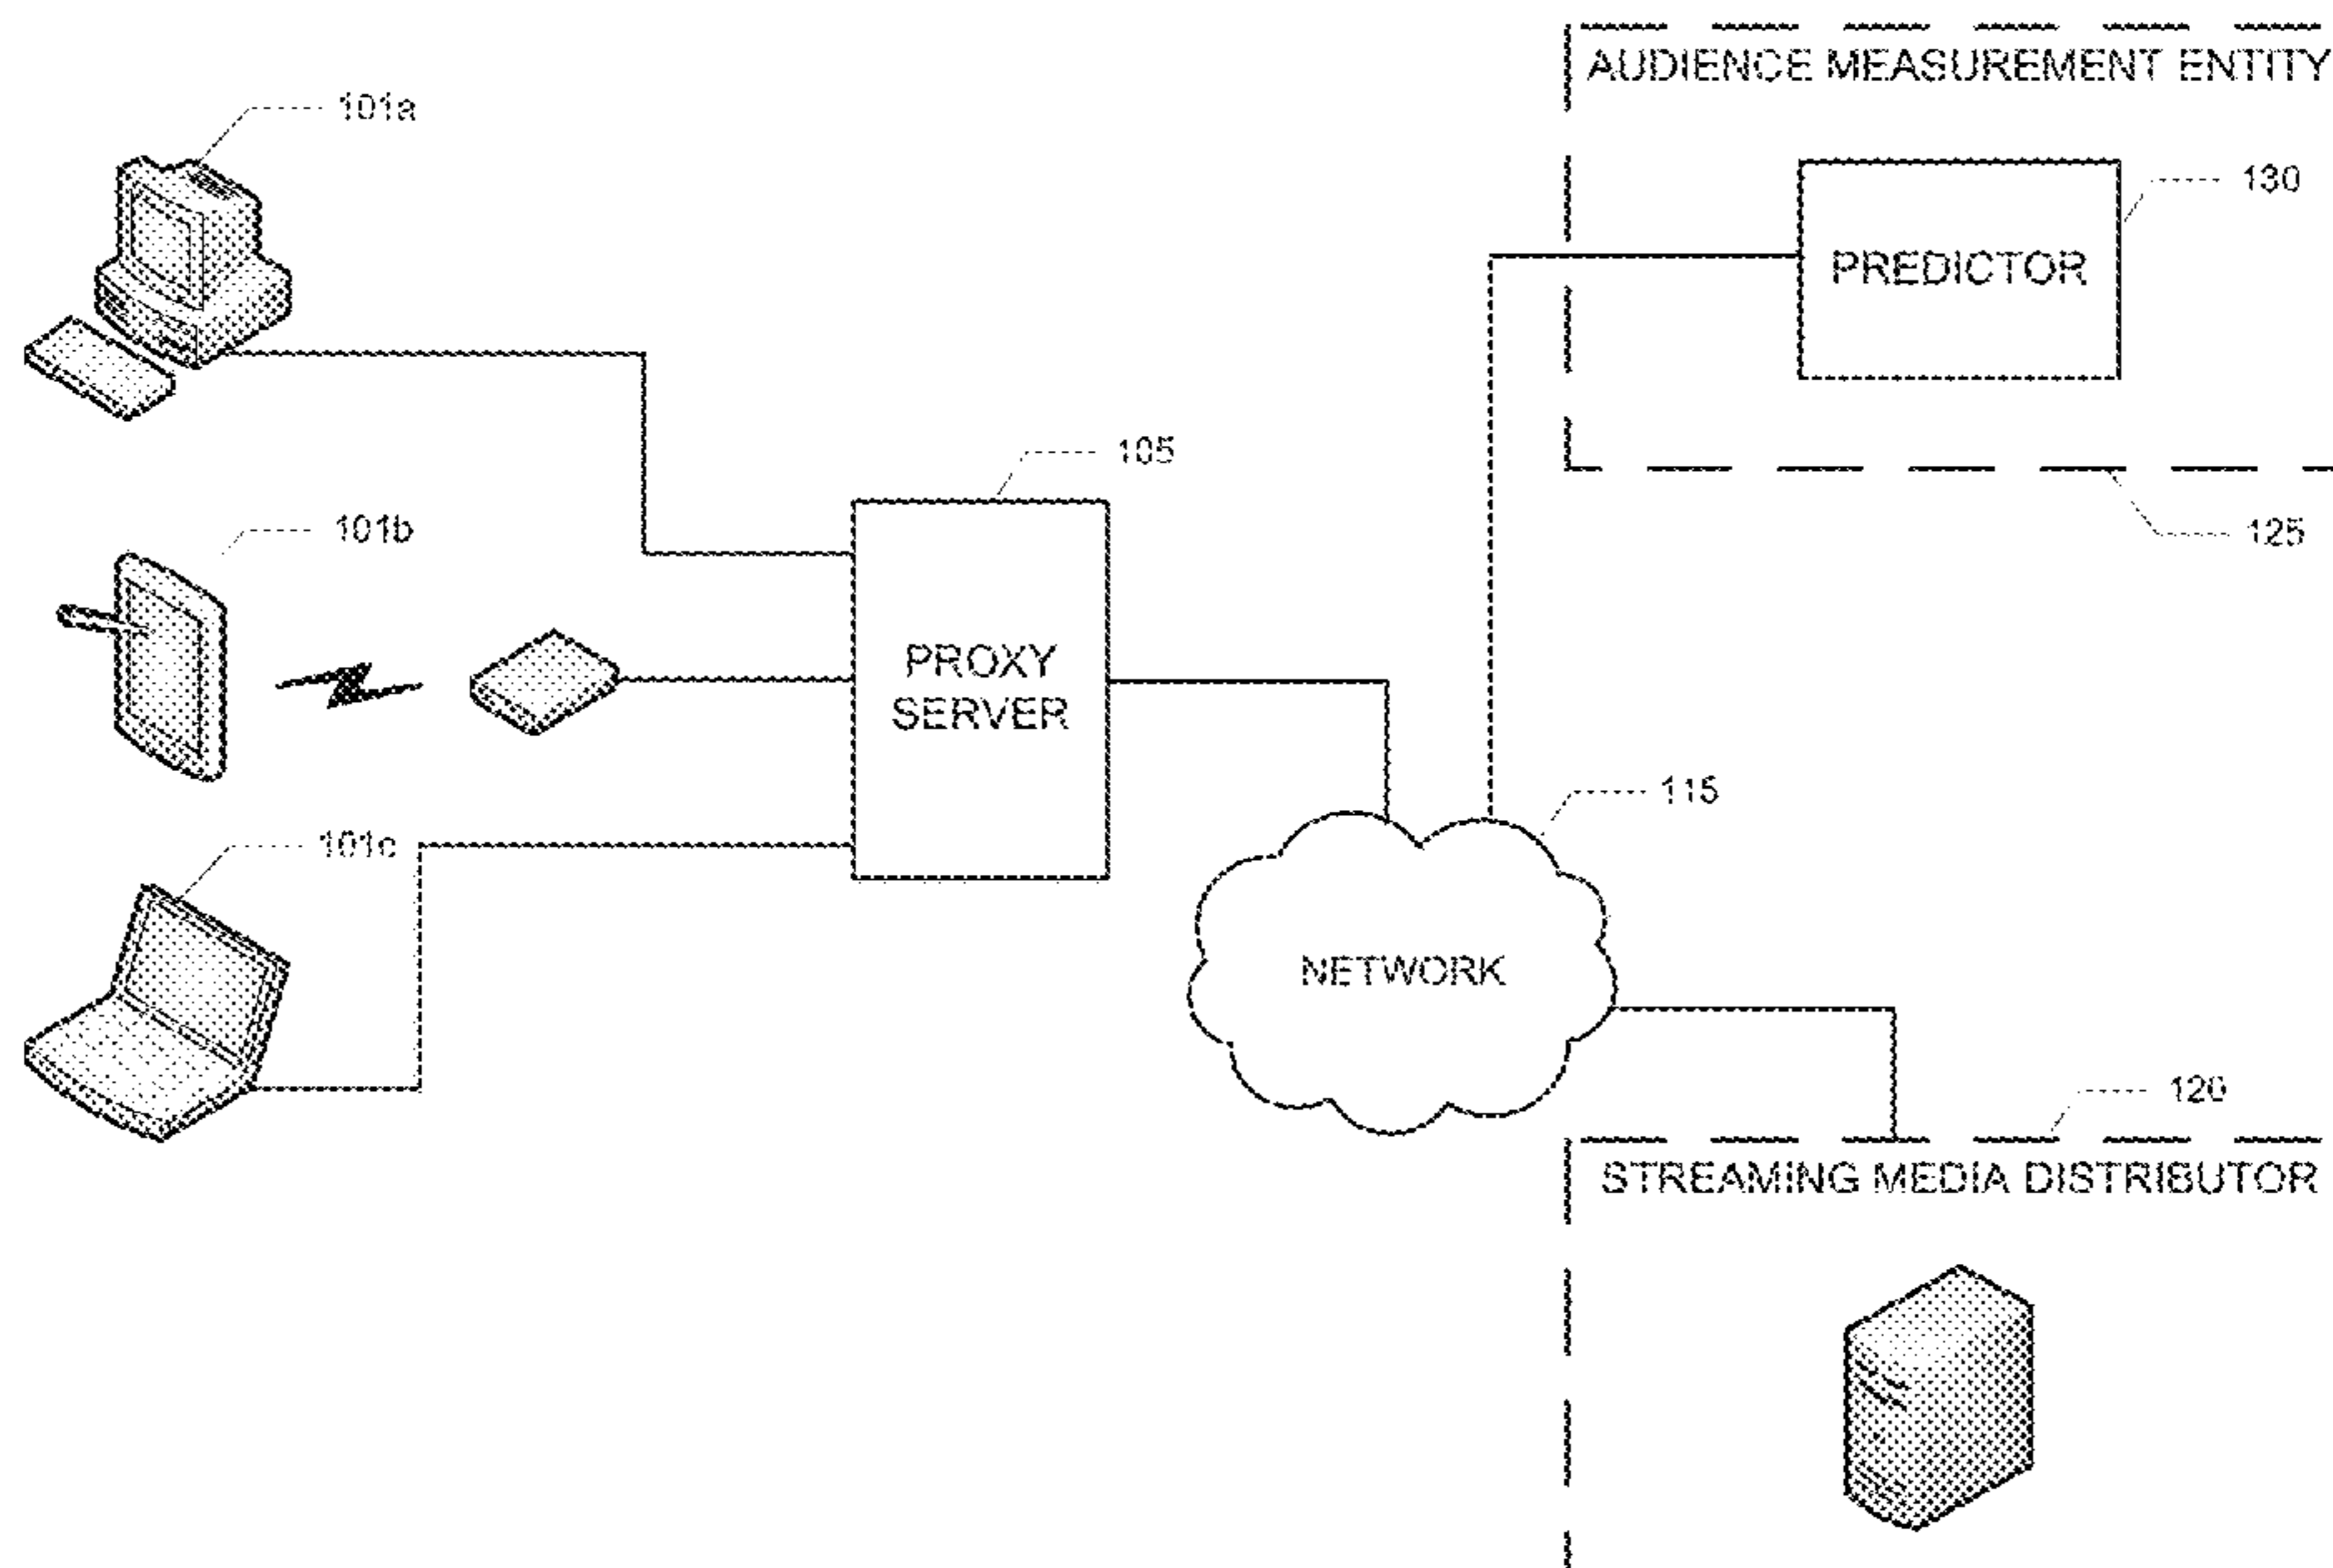 AUDIENCE MEASUREMENT ENTITY
101a
130
PREDICTOR
105
101b
125
PROXY
SERVER
115
101c
NETWORK
120
STREAMING MEDIA DISTRIBUTOR